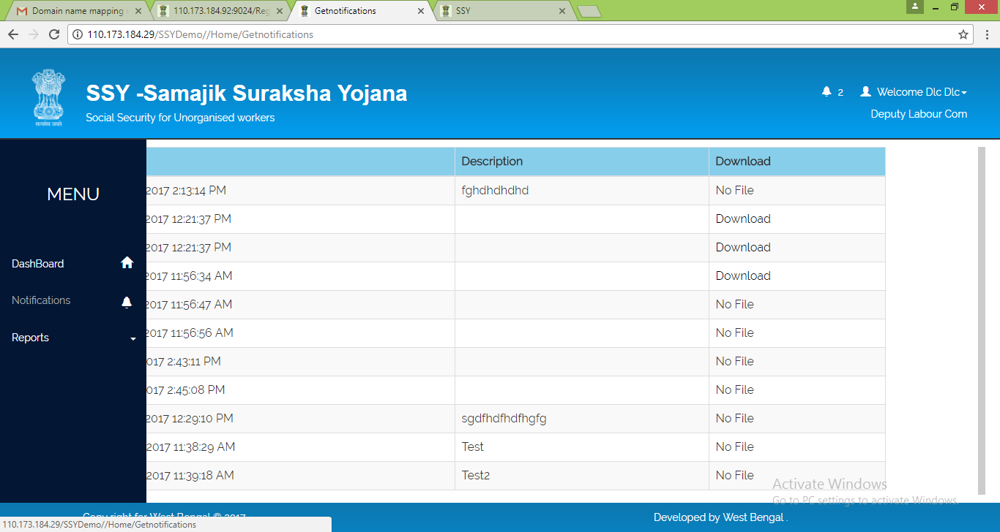 Domain name mapping
110.173.184.92:9024/Reg
Getnotifications
SSY
110.173.184.29/SSYDemo//Home/Getnotifications
SSY -Samajik Suraksha Yojana
Social Security for Unorganised workers
सत्यमेव जयते
2 Welcome Dlc Dlc
Deputy Labour Com
MENU
DashBoard
Notifications
Reports
Description Download
2017 2:13:14 PM fghdhdhdhd No File
2017 12:21:37 PM Download
2017 12:21:37 PM Download
2017 11:56:34 AM Download
2017 11:56:47 AM No File
2017 11:56:56 AM No File
017 2:43:11 PM No File
017 2:45:08 PM No File
2017 12:29:10 PM sgdfhdfhdfhgfg No File
2017 11:38:29 AM Test No File
2017 11:39:18 AM Test2 No File
Activate Windows
Go to PC settings to activate Windows.
Copy right for West Bengal © 2017
Developed by West Bengal .
110.173.184.29/SSYDemo//Home/Getnotifications